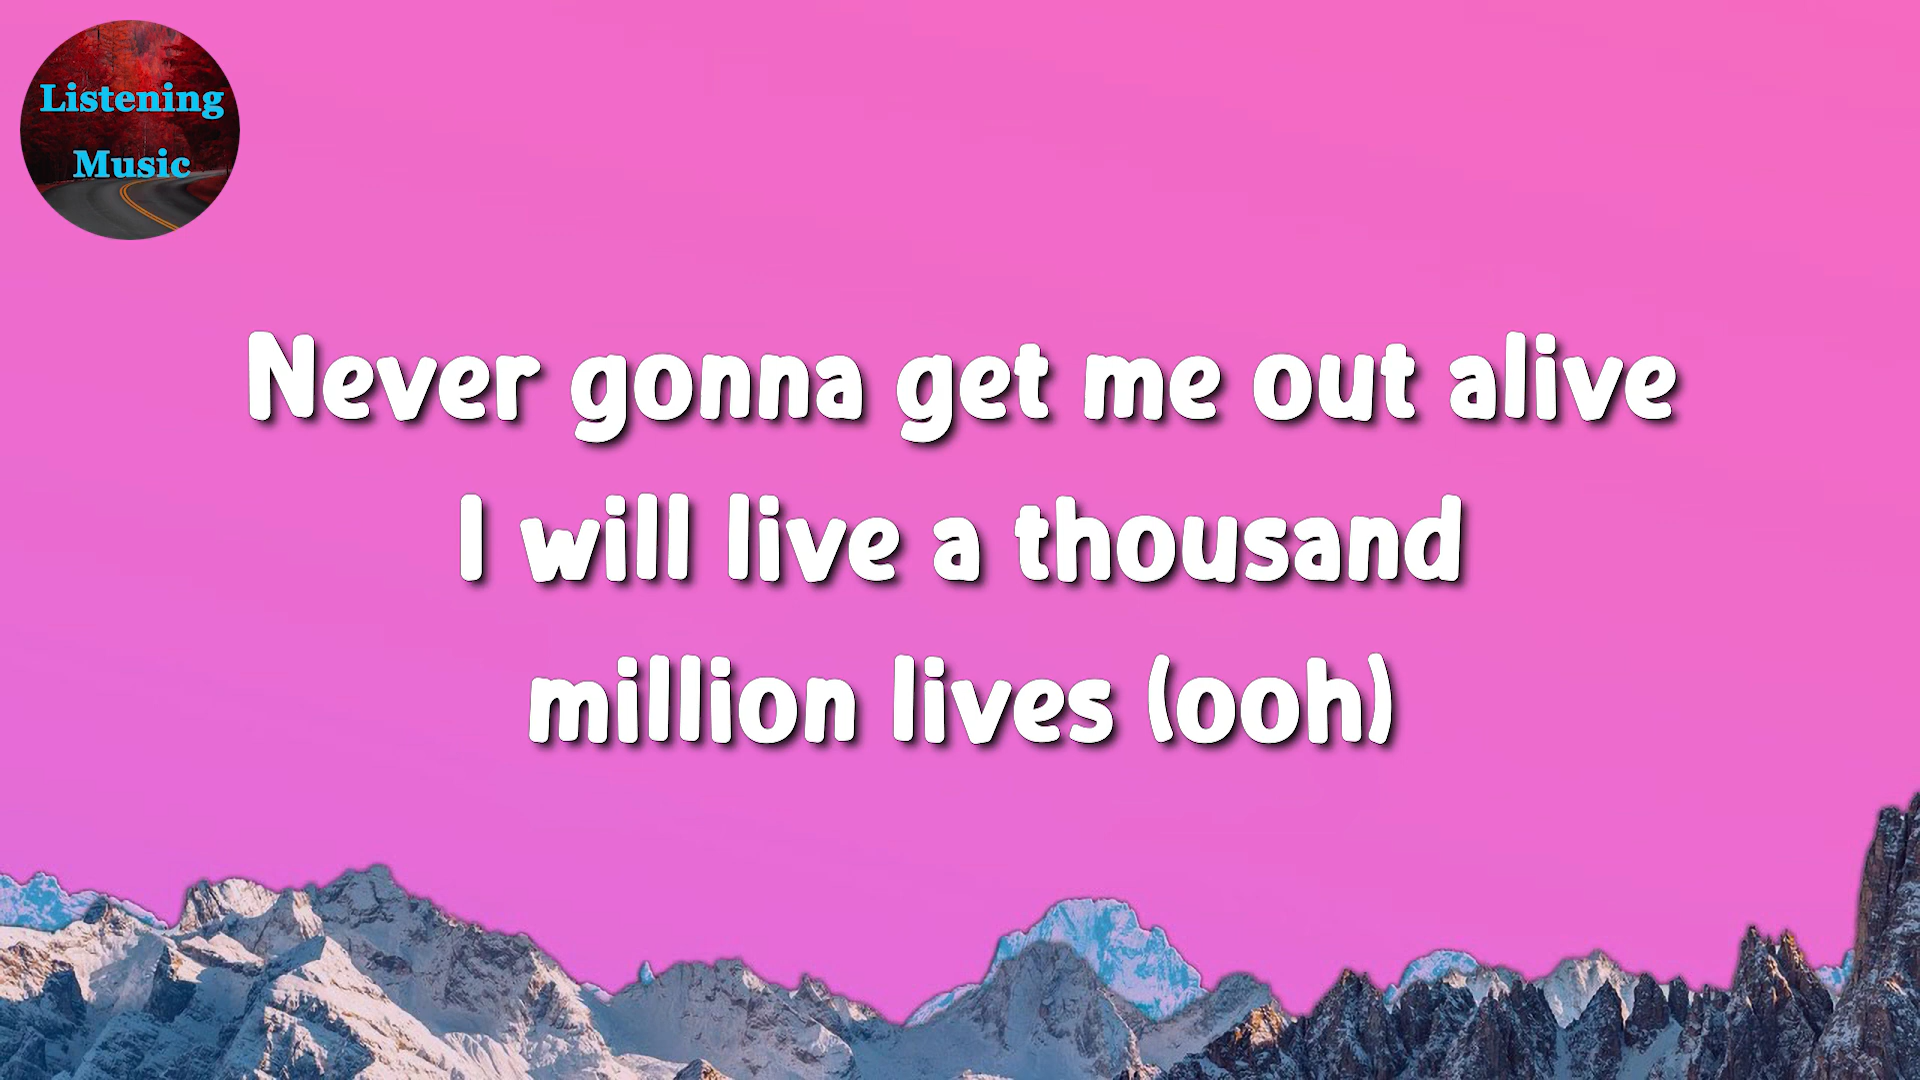 Listening
Music
Never gonna get me out alive
I will live a thousand
million lives (ooh)